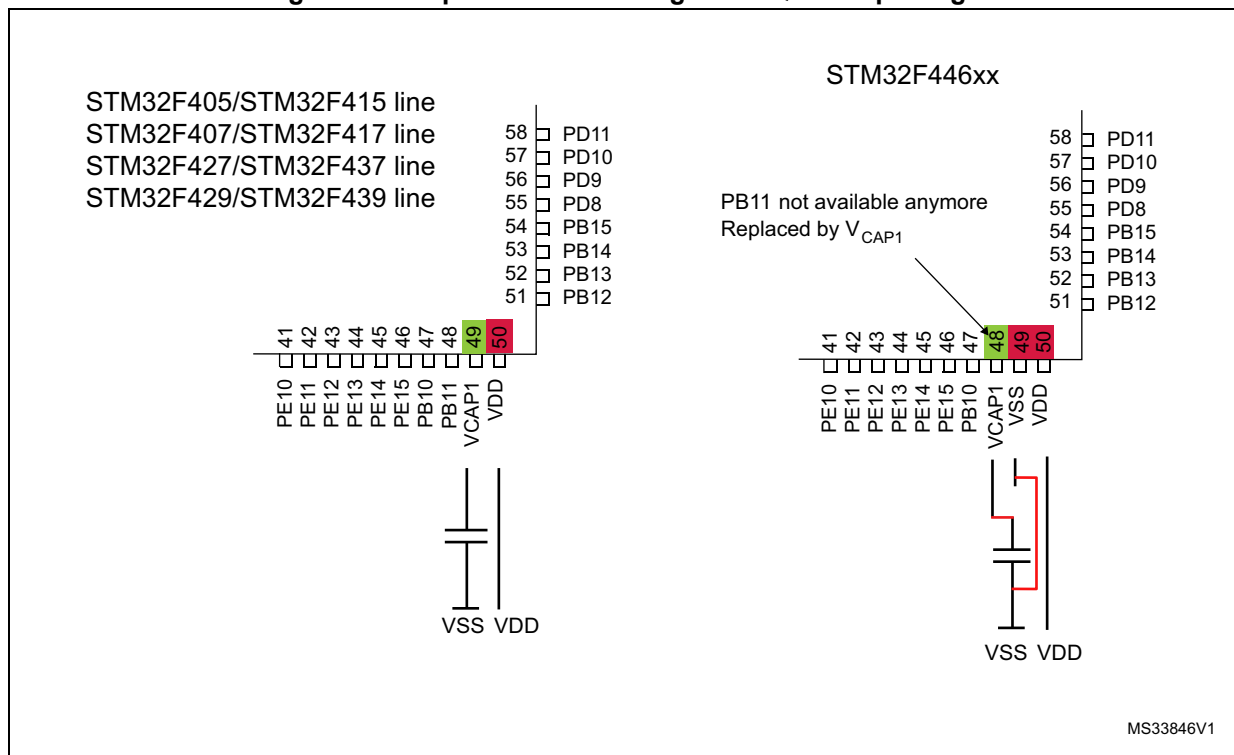 STM32F405/STM32F415 line
STM32F407/STM32F417 line
STM32F427/STM32F437 line
STM32F429/STM32F439 line
58 PD11
57 PD10
56 PD9
55 PD8
54 PB15
53 PB14
52 PB13
51 PB12
41 42 43 44 45 46 47 48 49 50
PE10 PE11 PE12 PE13 PE14 PE15 PB10 PB11 VCAP1 VDD
VSS VDD
STM32F446xx
PB11 not available anymore
Replaced by VCAP1
58 PD11
57 PD10
56 PD9
55 PD8
54 PB15
53 PB14
52 PB13
51 PB12
41 42 43 44 45 46 47 48 49 50
PE10 PE11 PE12 PE13 PE14 PE15 PB10 VCAP1 VSS VDD
VSS VDD
MS33846V1